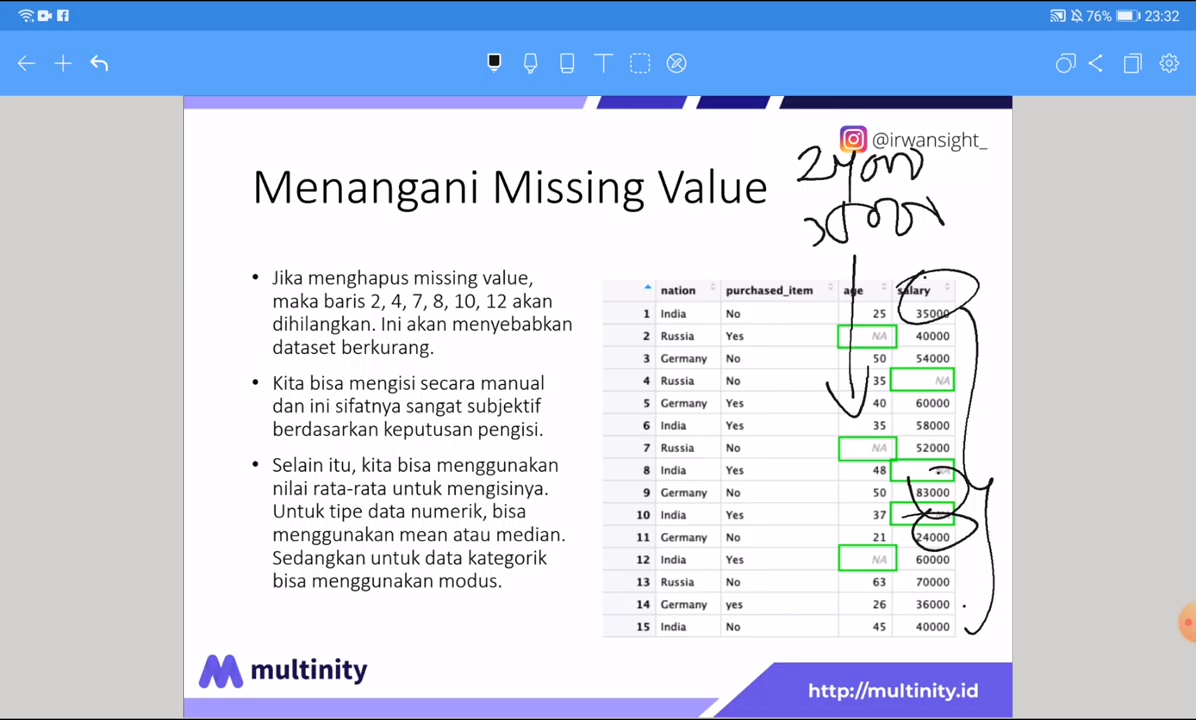 76% 23:32
@irwansight_
24000
Menangani Missing Value
• Jika menghapus missing value,
maka baris 2, 4, 7, 8, 10, 12 akan
dihilangkan. Ini akan menyebabkan
dataset berkurang.
• Kita bisa mengisi secara manual
dan ini sifatnya sangat subjektif
berdasarkan keputusan pengisi.
• Selain itu, kita bisa menggunakan
nilai rata-rata untuk mengisinya.
Untuk tipe data numerik, bisa
menggunakan mean atau median.
Sedangkan untuk data kategorik
bisa menggunakan modus.
nation purchased_item age salary
1 India No 25 35000
2 Russia Yes NA 40000
3 Germany No 50 54000
4 Russia No 35 NA
5 Germany Yes 40 60000
6 India Yes 35 58000
7 Russia No NA 52000
8 India Yes 48
9 Germany No 50 83000
10 India Yes 37
11 Germany No 21 24000
12 India Yes NA 60000
13 Russia No 63 70000
14 Germany yes 26 36000
15 India No 45 40000
multinity
http://multinity.id